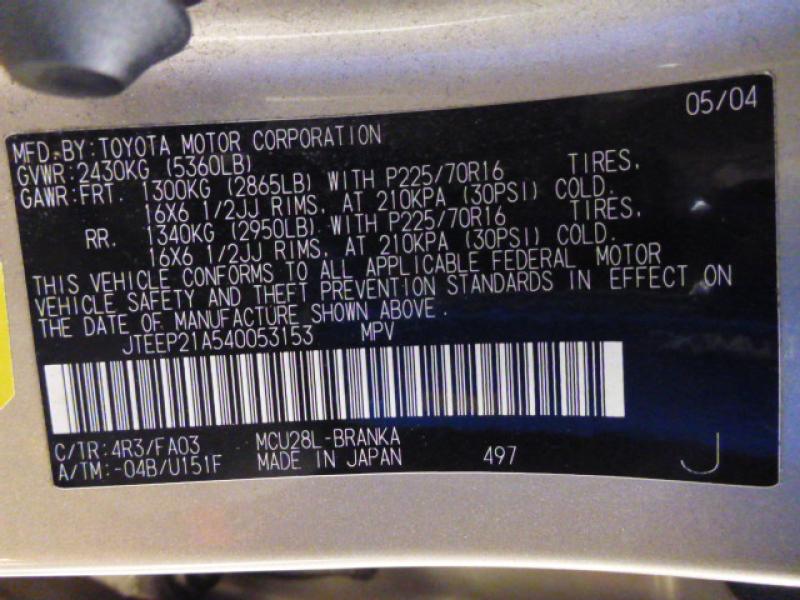 05/04
MFD.BY:TOYOTA MOTOR CORPORATION
GVWR:2430KG (5360LB)
GAWR:FRT. 1300KG (2865LB) WITH P225/70R16 TIRES,
16X6 1/2JJ RIMS, AT 210KPA (30PSI) COLD.
RR. 1340KG (2950LB) WITH P225/70R16 TIRES,
16X6 1/2JJ RIMS, AT 210KPA (30PSI) COLD.
THIS VEHICLE CONFORMS TO ALL APPLICABLE FEDERAL MOTOR
VEHICLE SAFETY AND THEFT PREVENTION STANDARDS IN EFFECT ON
THE DATE OF MANUFACTURE SHOWN ABOVE.
JTEEP21A540053153 MPV
C/TR:4R3/FA03 MCU28L-BRANKA
A/TM:-04B/U151F MADE IN JAPAN 497 J